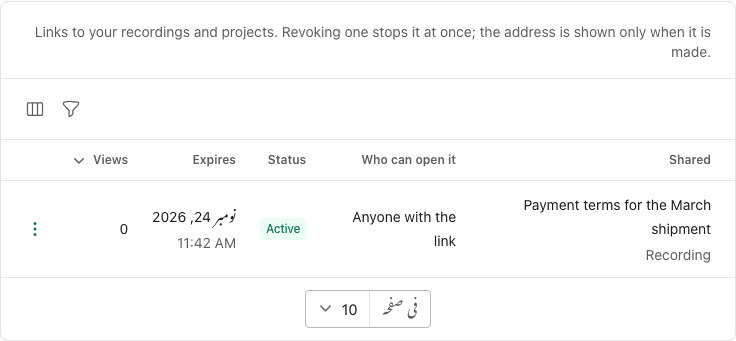 Links to your recordings and projects. Revoking one stops it at once; the address is shown only when it is
made.
Shared
Who can open it
Status
Expires
Views
Payment terms for the March
shipment
Recording
Anyone with the
link
Active
نومبر 24, 2026
11:42 AM
0
فی صفحہ
10